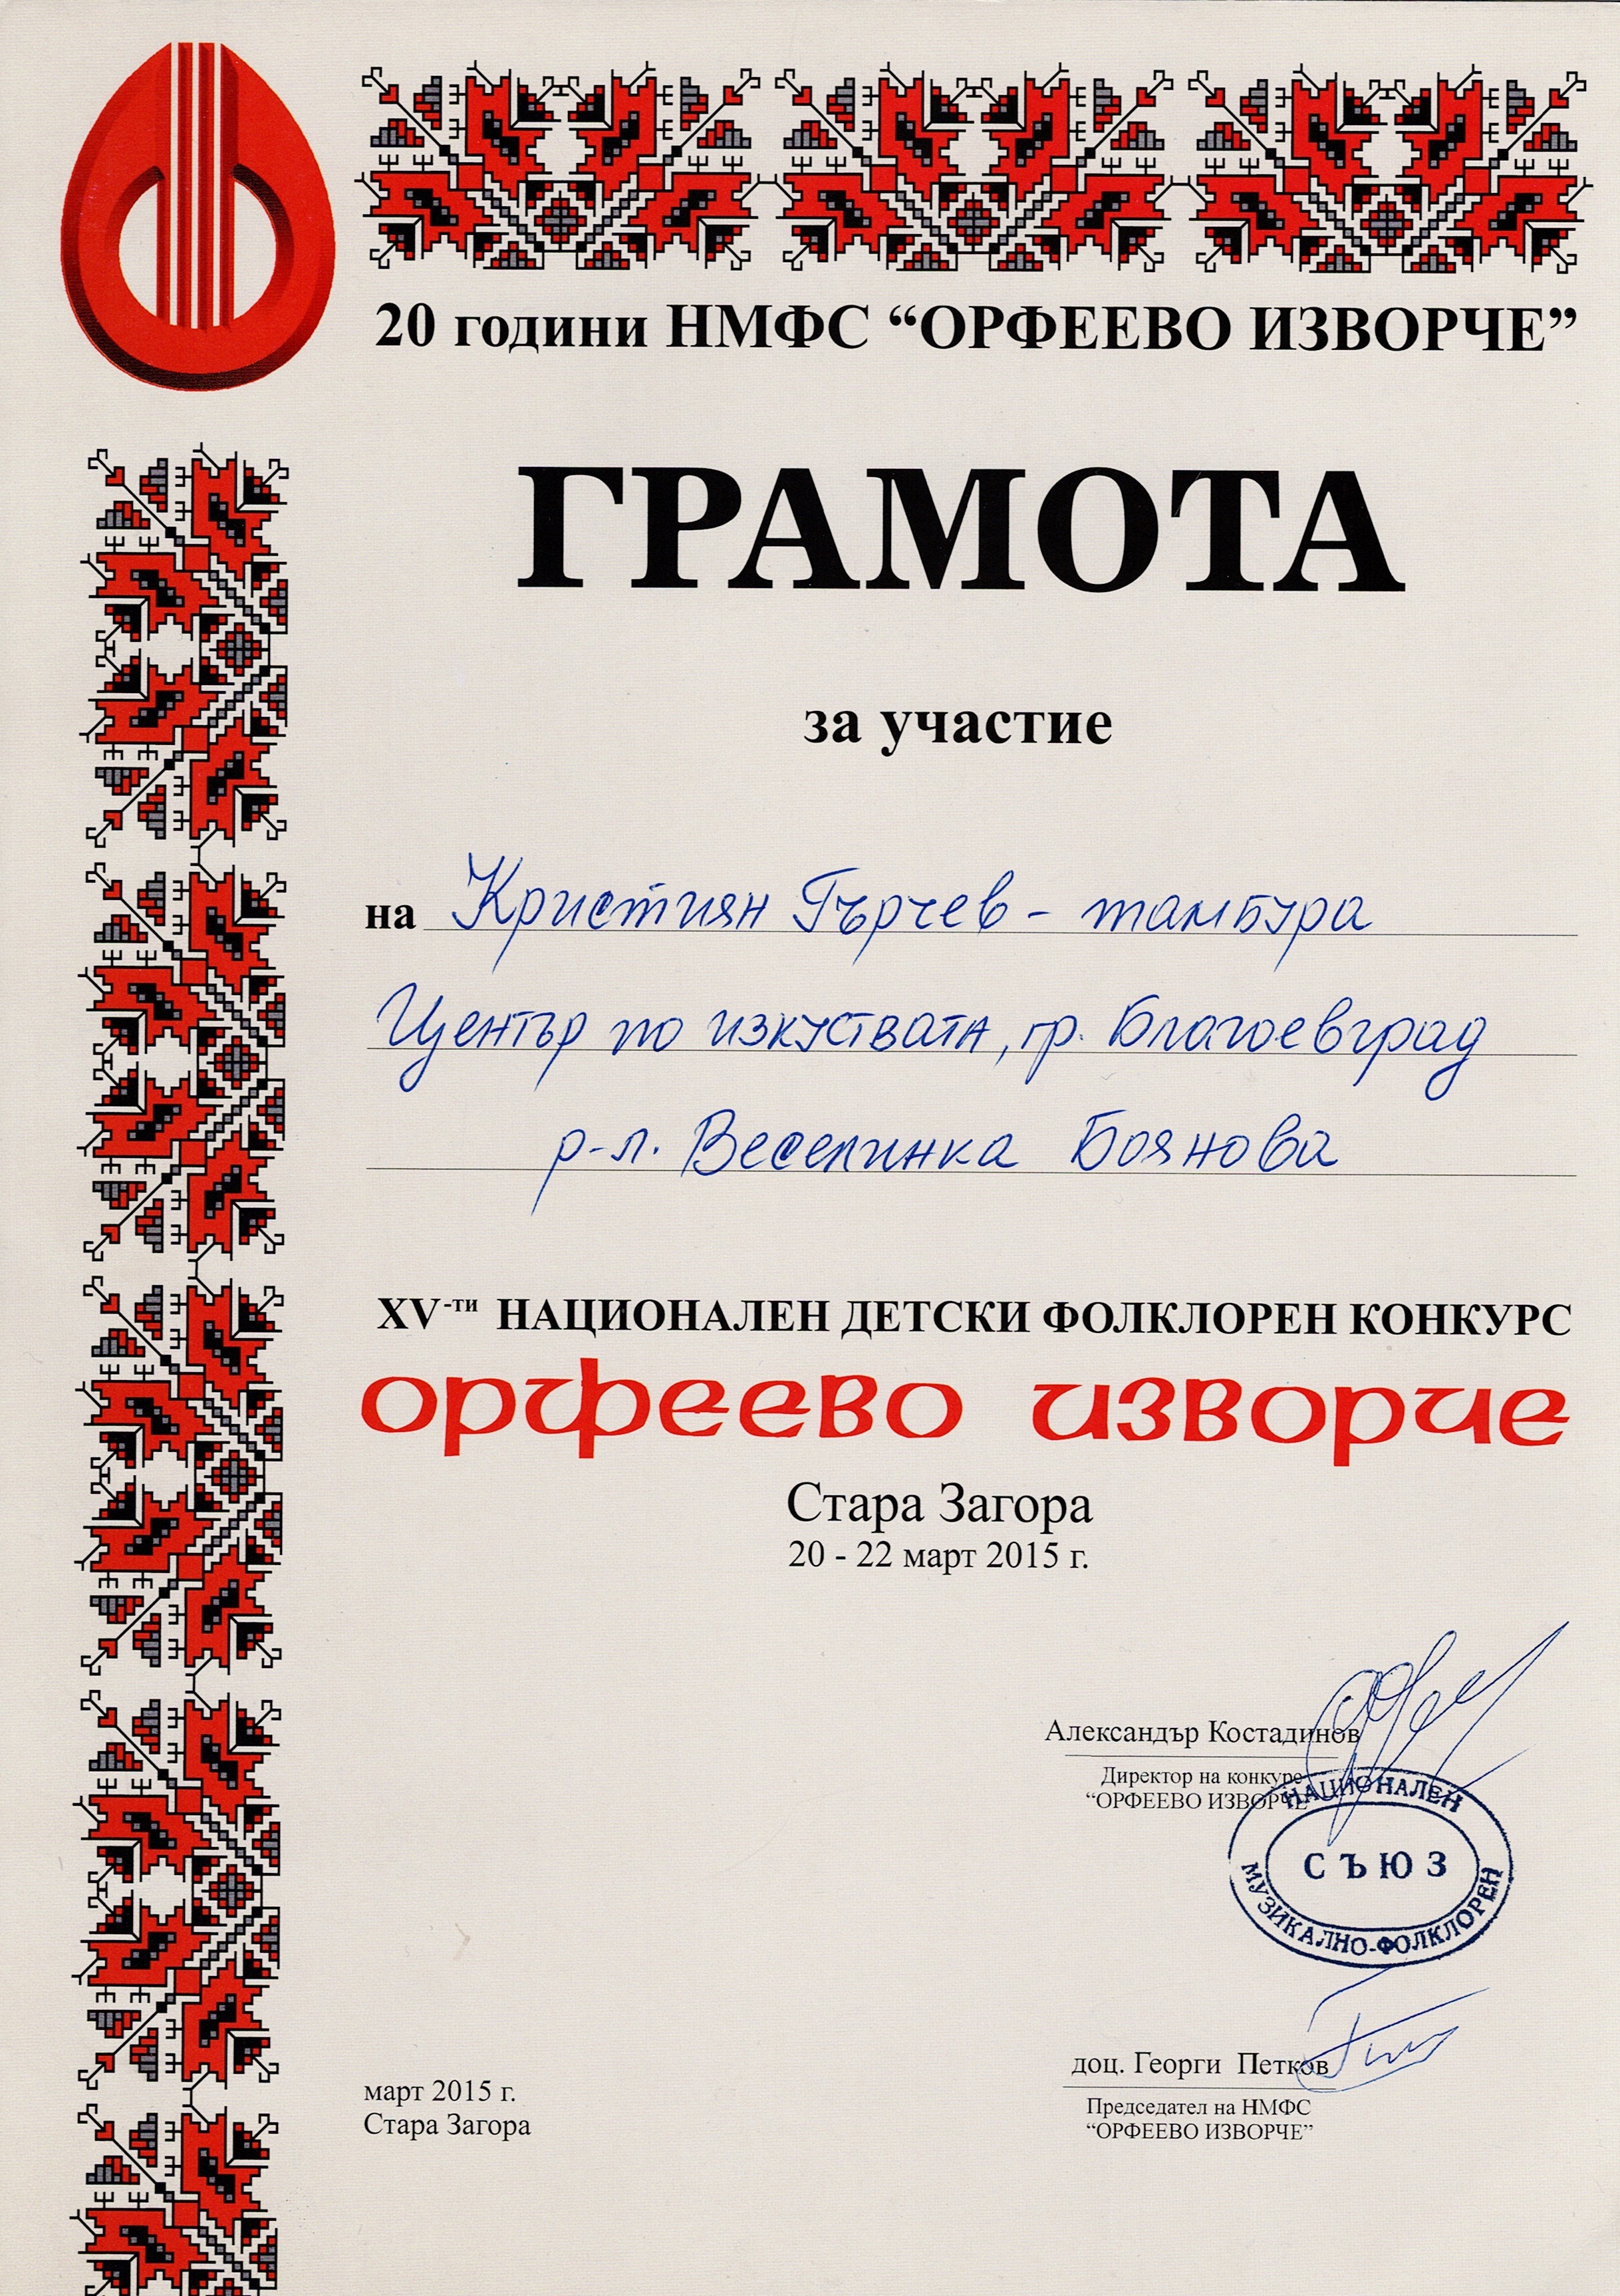 20 години НМФС “ОРФЕЕВО ИЗВОРЧЕ”
ГРАМОТА
за участие
на Кристиян Гърчев - тамбура
Център по изкуствата, гр. Благоевград
р-л. Веселинка Боянова
XV-ти НАЦИОНАЛЕН ДЕТСКИ ФОЛКЛОРЕН КОНКУРС
орфеево изворче
Стара Загора
20 - 22 март 2015 г.
Александър Костадинов
Директор на конкурс
“ОРФЕЕВО ИЗВОРЧЕ”
НАЦИОНАЛЕН
СЪЮЗ
МУЗИКАЛНО-ФОЛКЛОРЕН
доц. Георги Петков
Председател на НМФС
“ОРФЕЕВО ИЗВОРЧЕ”
март 2015 г.
Стара Загора